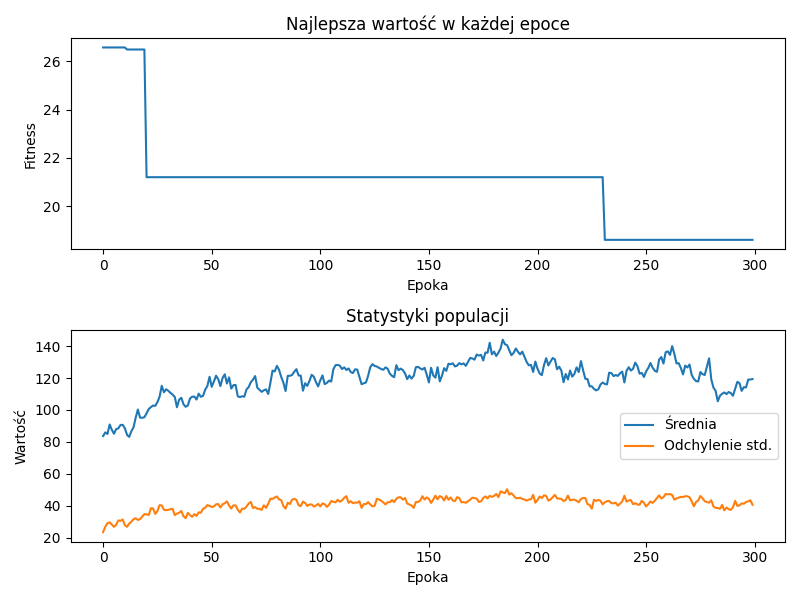 Najlepsza wartość w każdej epoce
26
24
22
20
Fitness
0 50 100 150 200 250 300
Epoka
Statystyki populacji
140
120
100
80
60
40
20
Wartość
Średnia
Odchylenie std.
0 50 100 150 200 250 300
Epoka